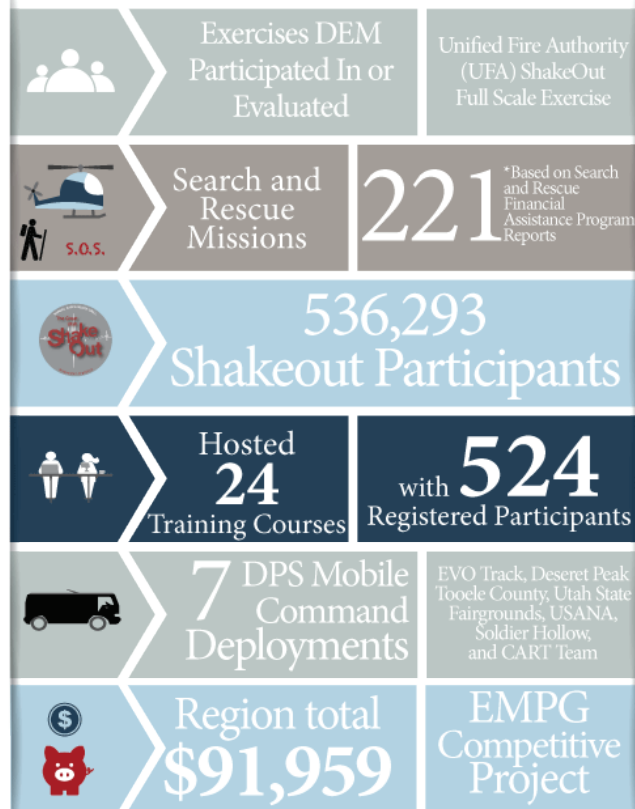 Exercises DEM
Participated In or
Evaluated
Unified Fire Authority
(UFA) ShakeOut
Full Scale Exercise
S.O.S.
Search and
Rescue
Missions
221
*Based on Search
and Rescue
Financial
Assistance Program
Reports
Shake
Out
536,293
Shakeout Participants
Hosted
24
Training Courses
with 524
Registered Participants
7 DPS Mobile
Command
Deployments
EVO Track, Deseret Peak
Tooele County, Utah State
Fairgrounds, USANA,
Soldier Hollow,
and CART Team
$
Region total
$91,959
EMPG
Competitive
Project